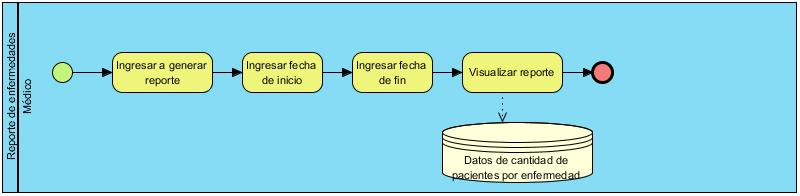 Reporte de enfermedades
Médico
Ingresar a generar
reporte
Ingresar fecha
de inicio
Ingresar fecha
de fin
Visualizar reporte
Datos de cantidad de
pacientes por enfermedad